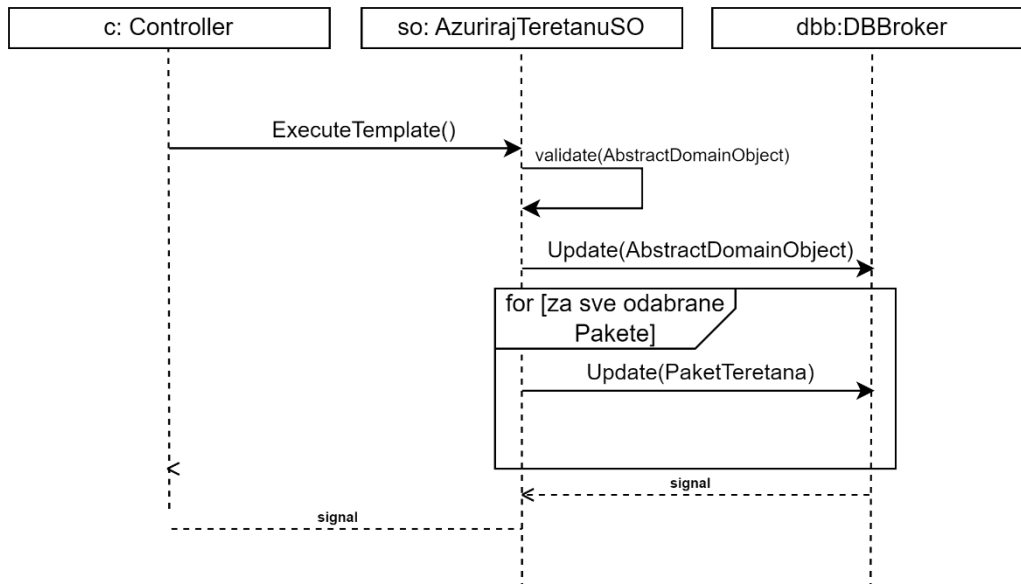 c: Controller
so: AzurirajTeretanuSO
dbb:DBBroker
ExecuteTemplate()
validate(AbstractDomainObject)
Update(AbstractDomainObject)
for [za sve odabrane
Pakete]
Update(PaketTeretana)
signal
signal